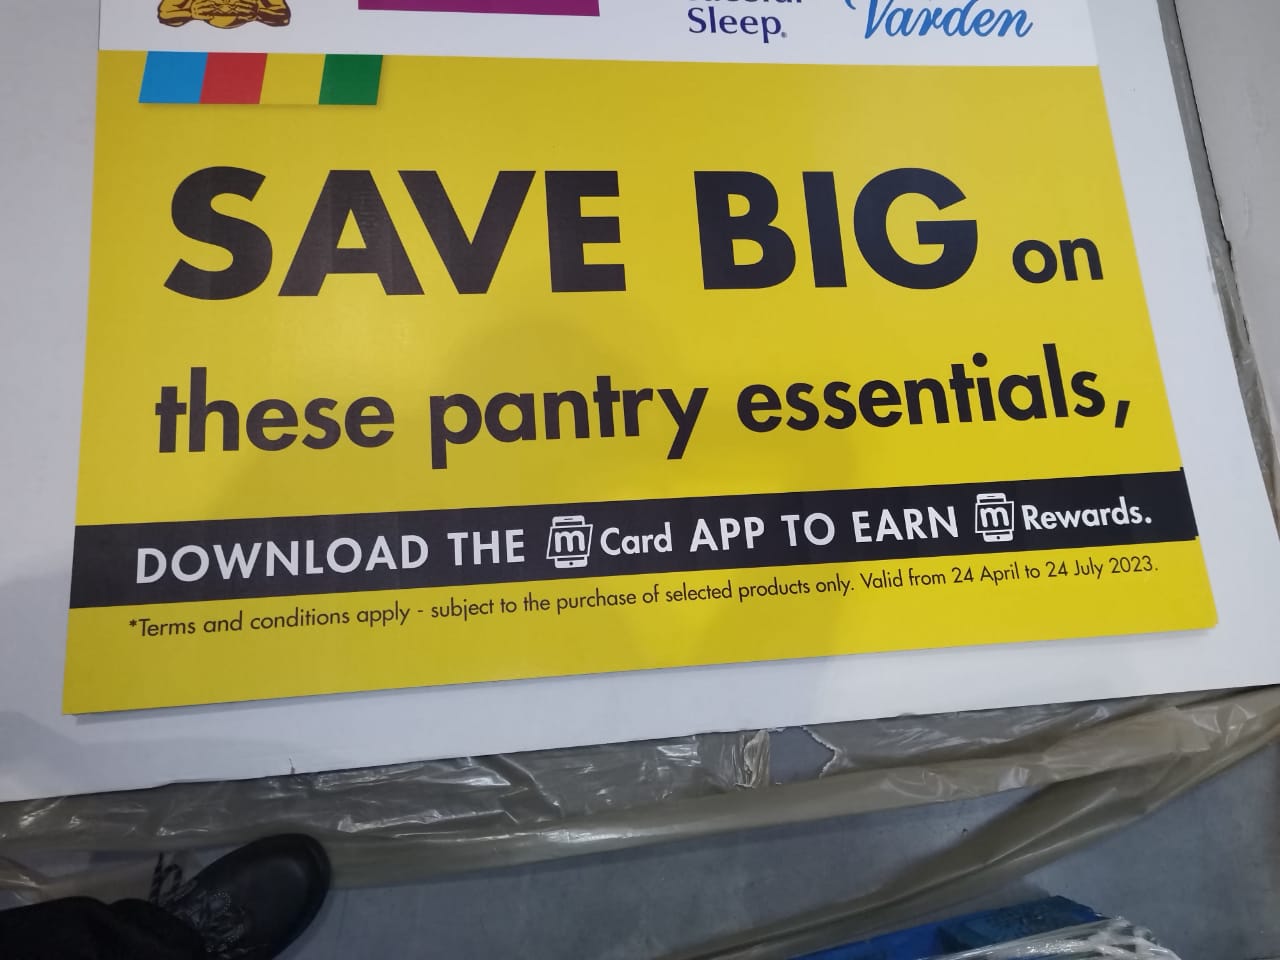 Sleep
Varden
SAVE BIG on
these pantry essentials,
DOWNLOAD THE m Card APP TO EARN m Rewards.
*Terms and conditions apply - subject to the purchase of selected products only. Valid from 24 April to 24 July 2023.